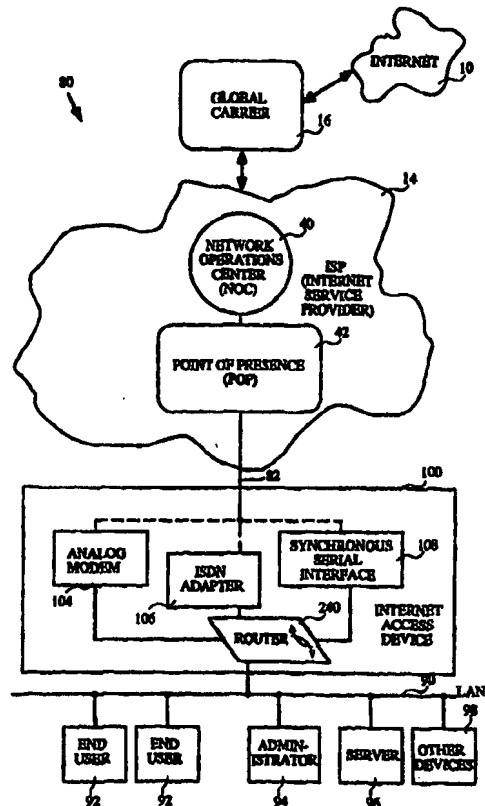 80
INTERNET
10
GLOBAL
CARRIER
16
14
40
NETWORK
OPERATIONS
CENTER
(NOC)
ISP
(INTERNET
SERVICE
PROVIDER)
42
POINT OF PRESENCE
(POP)
82
100
ANALOG
MODEM
104
ISDN
ADAPTER
106
SYNCHRONOUS
SERIAL
INTERFACE
108
240
ROUTER
INTERNET
ACCESS
DEVICE
90
LAN
END
USER
92
END
USER
92
ADMIN-
ISTRATOR
94
SERVER
96
98
OTHER
DEVICES